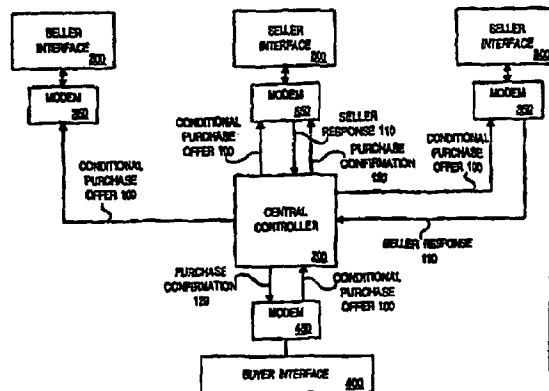 SELLER
INTERFACE
300
MODEM
350
SELLER
INTERFACE
300
MODEM
350
SELLER
INTERFACE
300
MODEM
350
CONDITIONAL
PURCHASE
OFFER 100
CONDITIONAL
PURCHASE
OFFER 100
SELLER
RESPONSE 110
PURCHASE
CONFIRMATION
120
CONDITIONAL
PURCHASE
OFFER 100
CENTRAL
CONTROLLER
200
SELLER RESPONSE
110
PURCHASE
CONFIRMATION
120
CONDITIONAL
PURCHASE
OFFER 100
MODEM
450
BUYER INTERFACE
400